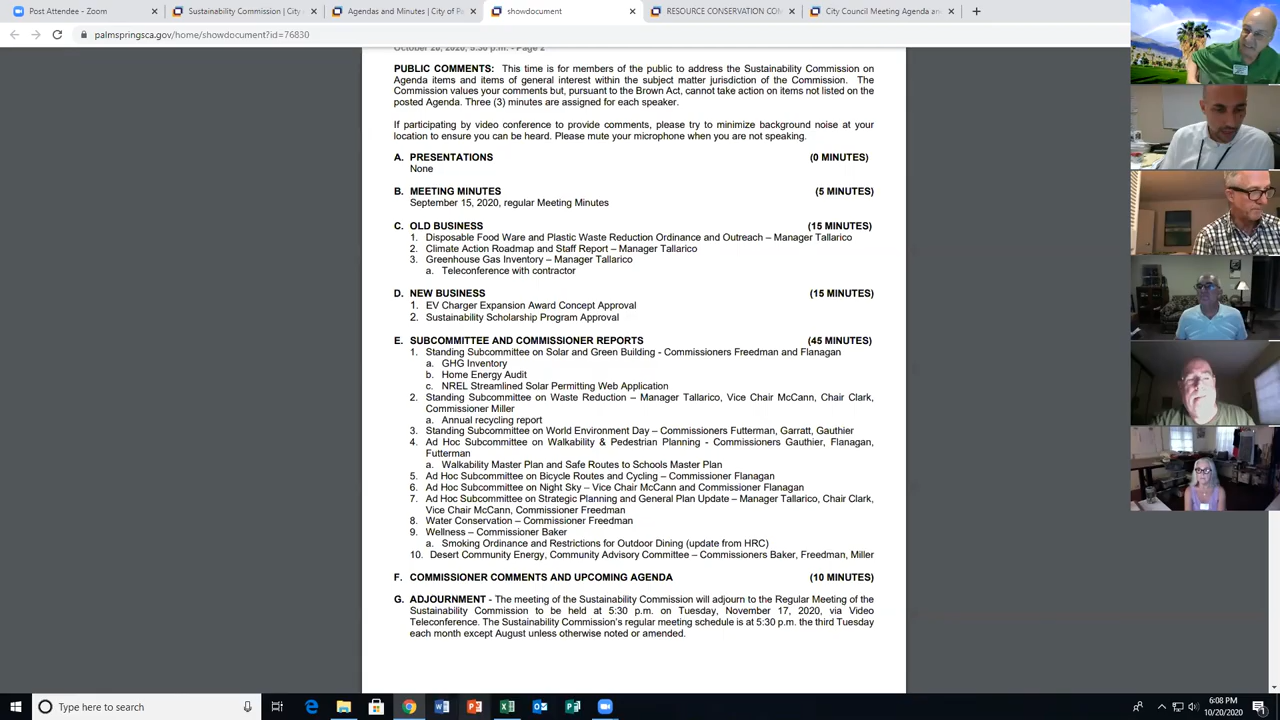 Post Attendee - Zoom
Sustainability Commission | City
Agendas and Minutes | City of Pa
showdocument
RESOURCE CONSERVATION COM
City Council Meeting Agenda an
palmspringsca.gov/home/showdocument?id=76830
October 20, 2020, 5:30 p.m. - Page 2
PUBLIC COMMENTS: This time is for members of the public to address the Sustainability Commission on
Agenda items and items of general interest within the subject matter jurisdiction of the Commission. The
Commission values your comments but, pursuant to the Brown Act, cannot take action on items not listed on the
posted Agenda. Three (3) minutes are assigned for each speaker.
If participating by video conference to provide comments, please try to minimize background noise at your
location to ensure you can be heard. Please mute your microphone when you are not speaking.
A. PRESENTATIONS (0 MINUTES)
None
B. MEETING MINUTES (5 MINUTES)
September 15, 2020, regular Meeting Minutes
C. OLD BUSINESS (15 MINUTES)
1. Disposable Food Ware and Plastic Waste Reduction Ordinance and Outreach – Manager Tallarico
2. Climate Action Roadmap and Staff Report – Manager Tallarico
3. Greenhouse Gas Inventory – Manager Tallarico
a. Teleconference with contractor
D. NEW BUSINESS (15 MINUTES)
1. EV Charger Expansion Award Concept Approval
2. Sustainability Scholarship Program Approval
E. SUBCOMMITTEE AND COMMISSIONER REPORTS (45 MINUTES)
1. Standing Subcommittee on Solar and Green Building - Commissioners Freedman and Flanagan
a. GHG Inventory
b. Home Energy Audit
c. NREL Streamlined Solar Permitting Web Application
2. Standing Subcommittee on Waste Reduction – Manager Tallarico, Vice Chair McCann, Chair Clark,
Commissioner Miller
a. Annual recycling report
3. Standing Subcommittee on World Environment Day – Commissioners Futterman, Garratt, Gauthier
4. Ad Hoc Subcommittee on Walkability & Pedestrian Planning - Commissioners Gauthier, Flanagan,
Futterman
a. Walkability Master Plan and Safe Routes to Schools Master Plan
5. Ad Hoc Subcommittee on Bicycle Routes and Cycling – Commissioner Flanagan
6. Ad Hoc Subcommittee on Night Sky – Vice Chair McCann and Commissioner Flanagan
7. Ad Hoc Subcommittee on Strategic Planning and General Plan Update – Manager Tallarico, Chair Clark,
Vice Chair McCann, Commissioner Freedman
8. Water Conservation – Commissioner Freedman
9. Wellness – Commissioner Baker
a. Smoking Ordinance and Restrictions for Outdoor Dining (update from HRC)
10. Desert Community Energy, Community Advisory Committee – Commissioners Baker, Freedman, Miller
F. COMMISSIONER COMMENTS AND UPCOMING AGENDA (10 MINUTES)
G. ADJOURNMENT - The meeting of the Sustainability Commission will adjourn to the Regular Meeting of the
Sustainability Commission to be held at 5:30 p.m. on Tuesday, November 17, 2020, via Video
Teleconference. The Sustainability Commission's regular meeting schedule is at 5:30 p.m. the third Tuesday
each month except August unless otherwise noted or amended.
Type here to search
6:08 PM
10/20/2020